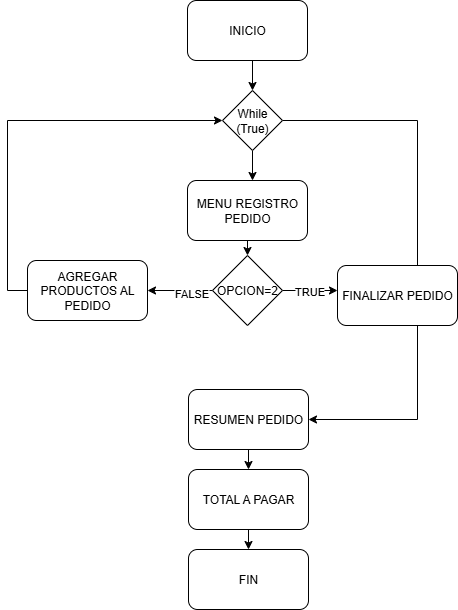 INICIO
While
(True)
MENU REGISTRO
PEDIDO
AGREGAR
PRODUCTOS AL
PEDIDO
FALSE
OPCION=2
TRUE
FINALIZAR PEDIDO
RESUMEN PEDIDO
TOTAL A PAGAR
FIN